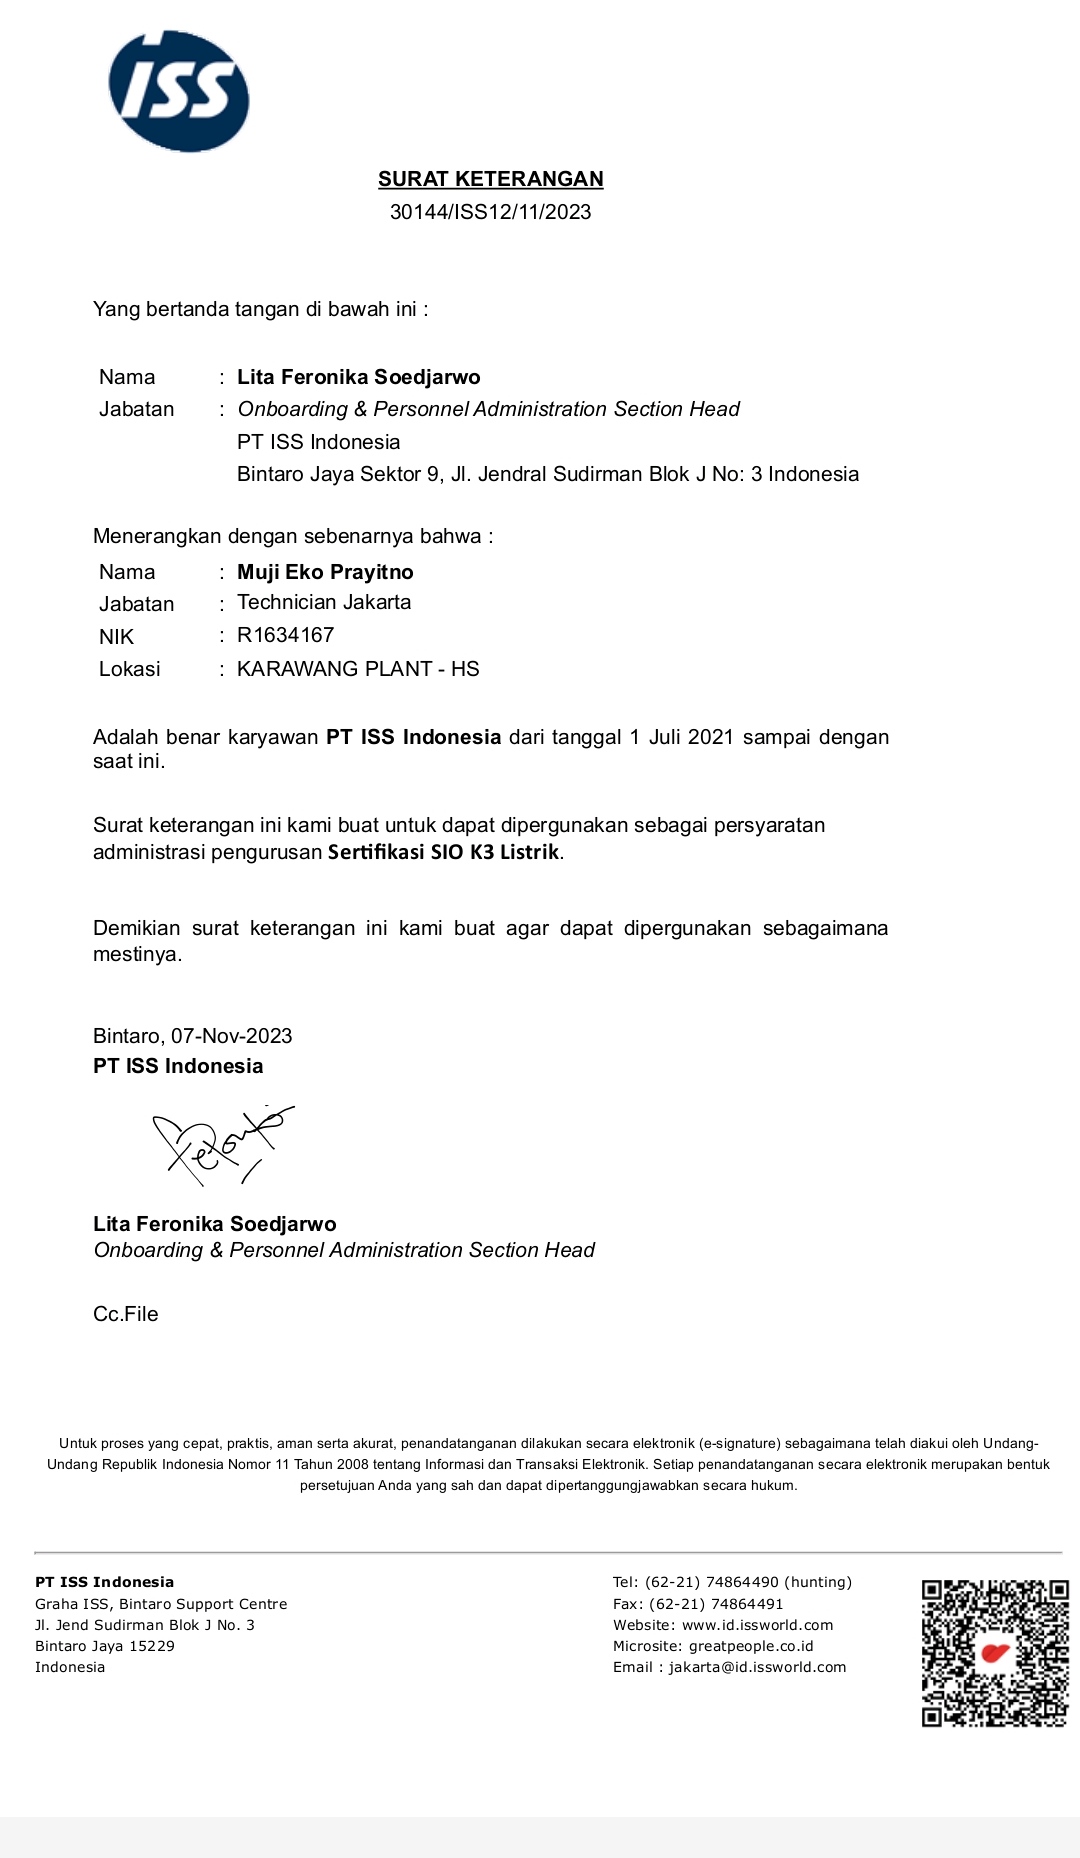 ISS
SURAT KETERANGAN
30144/ISS12/11/2023
Yang bertanda tangan di bawah ini :
Nama : Lita Feronika Soedjarwo
Jabatan : Onboarding & Personnel Administration Section Head
PT ISS Indonesia
Bintaro Jaya Sektor 9, Jl. Jendral Sudirman Blok J No: 3 Indonesia
Menerangkan dengan sebenarnya bahwa :
Nama : Muji Eko Prayitno
Jabatan : Technician Jakarta
NIK : R1634167
Lokasi : KARAWANG PLANT - HS
Adalah benar karyawan PT ISS Indonesia dari tanggal 1 Juli 2021 sampai dengan
saat ini.
Surat keterangan ini kami buat untuk dapat dipergunakan sebagai persyaratan
administrasi pengurusan Sertifikasi SIO K3 Listrik.
Demikian surat keterangan ini kami buat agar dapat dipergunakan sebagaimana
mestinya.
Bintaro, 07-Nov-2023
PT ISS Indonesia
Lita Feronika Soedjarwo
Onboarding & Personnel Administration Section Head
Cc.File
Untuk proses yang cepat, praktis, aman serta akurat, penandatanganan dilakukan secara elektronik (e-signature) sebagaimana telah diakui oleh Undang-
Undang Republik Indonesia Nomor 11 Tahun 2008 tentang Informasi dan Transaksi Elektronik. Setiap penandatanganan secara elektronik merupakan bentuk
persetujuan Anda yang sah dan dapat dipertanggungjawabkan secara hukum.
PT ISS Indonesia
Graha ISS, Bintaro Support Centre
Jl. Jend Sudirman Blok J No. 3
Bintaro Jaya 15229
Indonesia
Tel: (62-21) 74864490 (hunting)
Fax: (62-21) 74864491
Website: www.id.issworld.com
Microsite: greatpeople.co.id
Email : jakarta@id.issworld.com